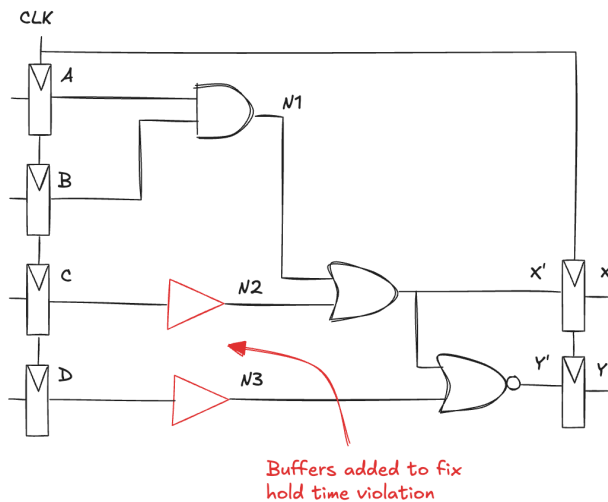 CLK
A
N1
B
C
N2
X'
X
D
N3
Y'
Y
Buffers added to fix
hold time violation